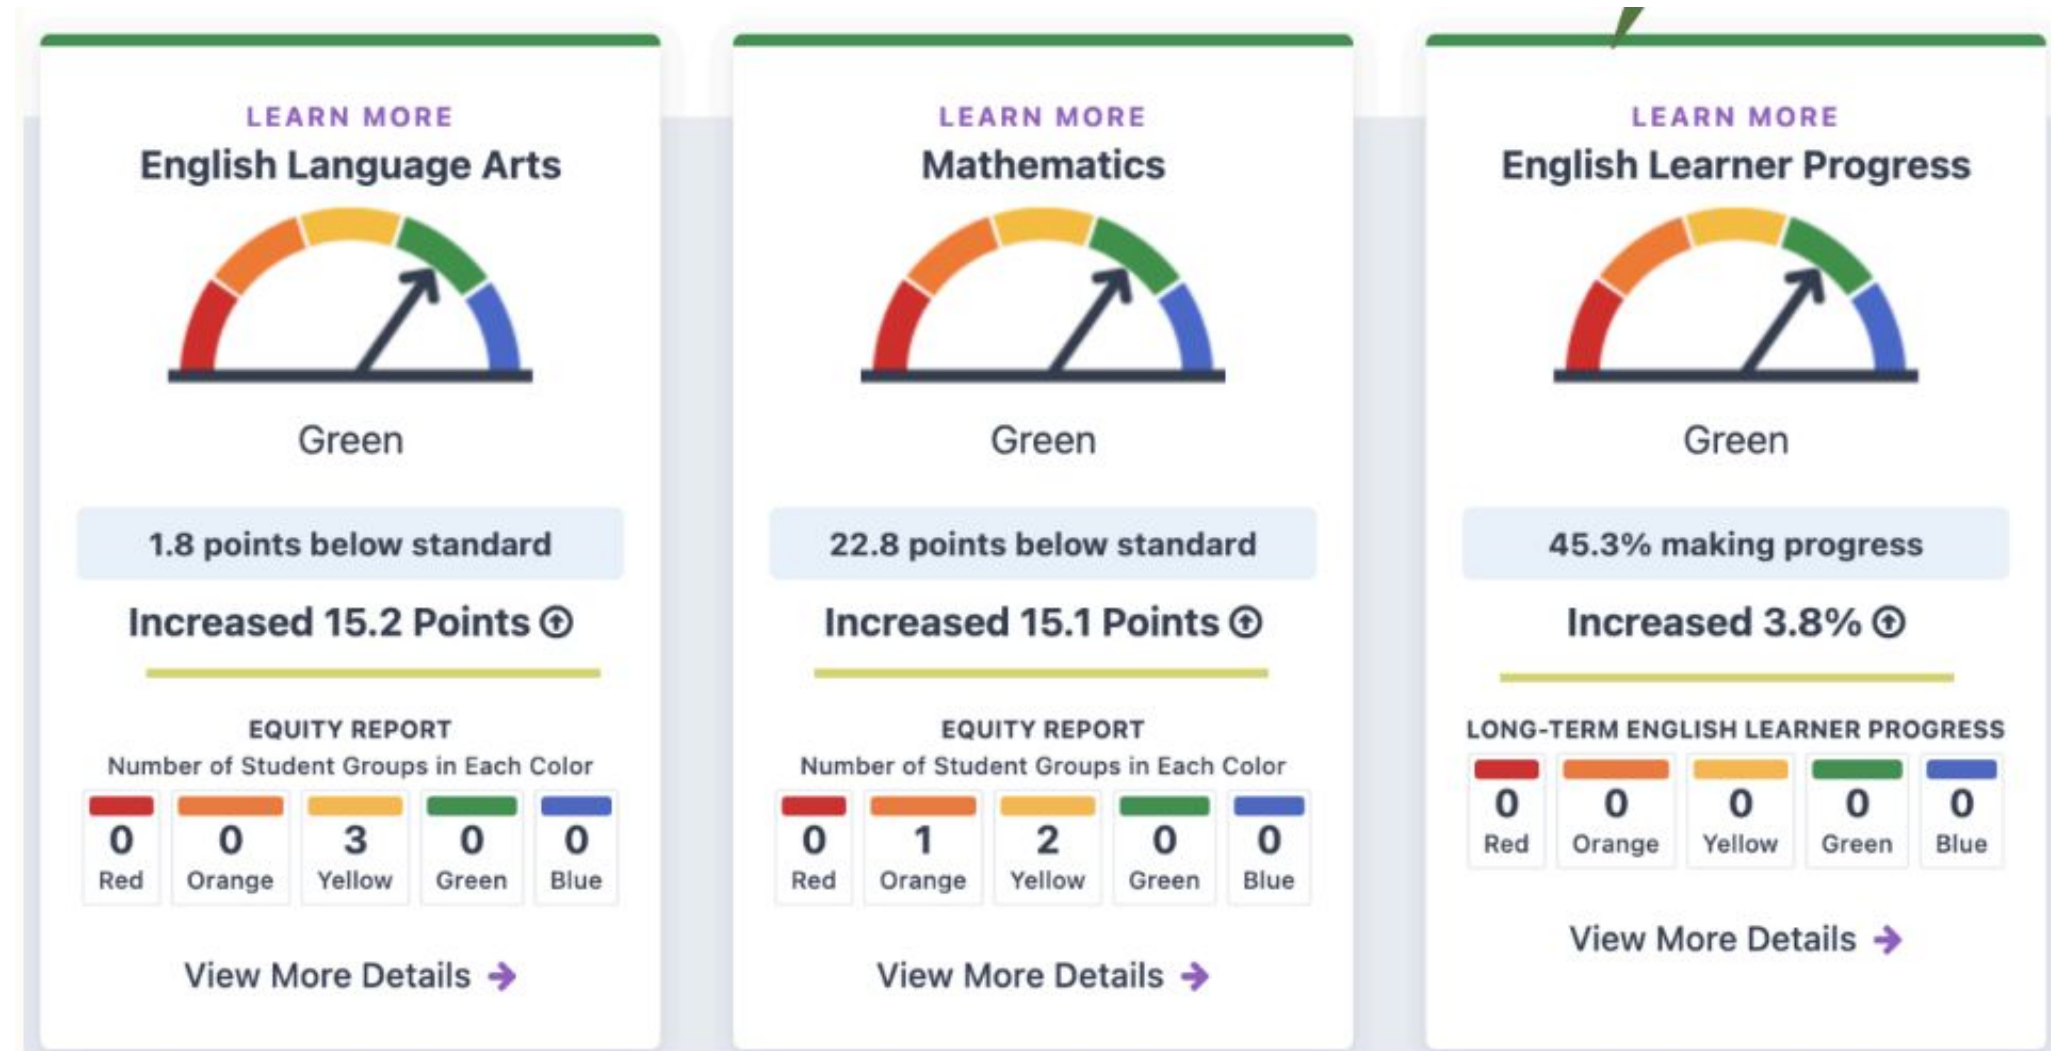 LEARN MORE
English Language Arts
Green
1.8 points below standard
Increased 15.2 Points
EQUITY REPORT
Number of Student Groups in Each Color
0 0 3 0 0
Red Orange Yellow Green Blue
View More Details
LEARN MORE
Mathematics
Green
22.8 points below standard
Increased 15.1 Points
EQUITY REPORT
Number of Student Groups in Each Color
0 1 2 0 0
Red Orange Yellow Green Blue
View More Details
LEARN MORE
English Learner Progress
Green
45.3% making progress
Increased 3.8%
LONG-TERM ENGLISH LEARNER PROGRESS
0 0 0 0 0
Red Orange Yellow Green Blue
View More Details